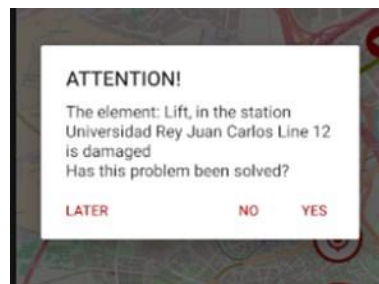 ATTENTION!
The element: Lift, in the station
Universidad Rey Juan Carlos Line 12
is damaged
Has this problem been solved?
LATER NO YES